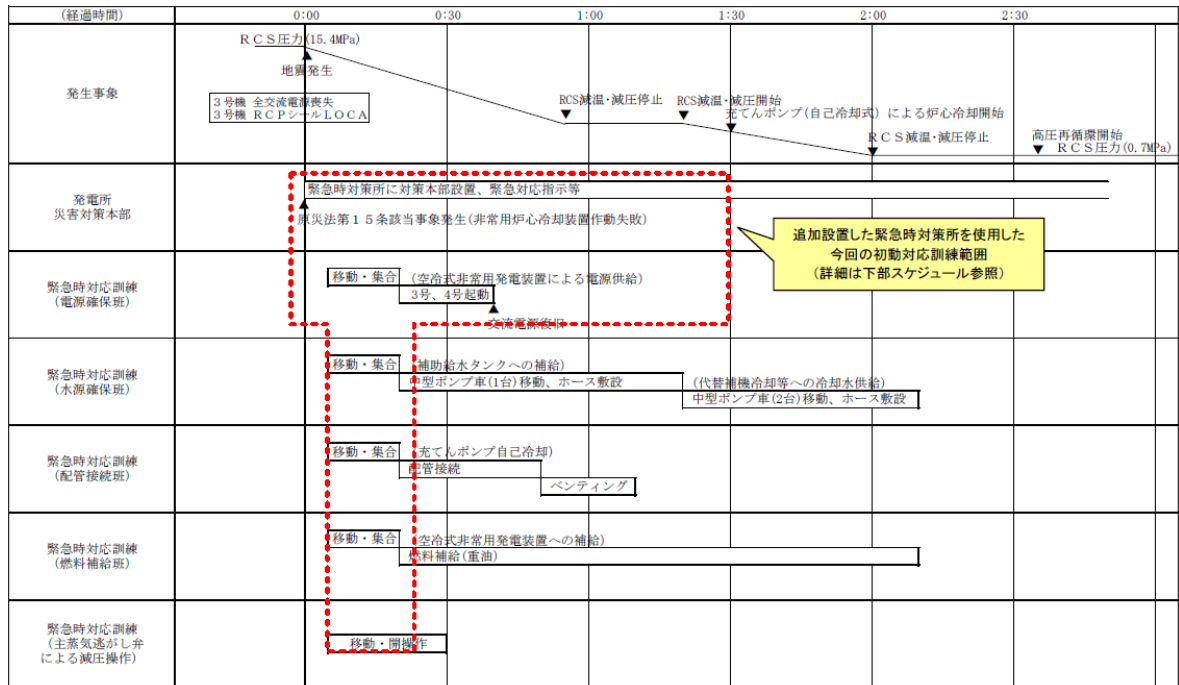 (経過時間)
0:00
0:30
1:00
1:30
2:00
2:30
発生事象
RCS圧力(15.4MPa)
地震発生
3号機 全交流電源喪失
3号機 RCPシールLOCA
RCS減温・減圧停止
RCS減温・減圧開始
充てんポンプ(自己冷却式)による炉心冷却開始
RCS減温・減圧停止
高圧再循環開始
RCS圧力(0.7MPa)
発電所
災害対策本部
緊急時対策所に対策本部設置、緊急対応指示等
原災法第15条該当事象発生(非常用炉心冷却装置作動失敗)
追加設置した緊急時対策所を使用した
今回の初動対応訓練範囲
(詳細は下部スケジュール参照)
緊急時対応訓練
(電源確保班)
移動・集合
(空冷式非常用発電装置による電源供給)
3号、4号起動
交流電源復旧
緊急時対応訓練
(水源確保班)
移動・集合
(補助給水タンクへの補給)
中型ポンプ車(1台)移動、ホース敷設
(代替補機冷却等への冷却水供給)
中型ポンプ車(2台)移動、ホース敷設
緊急時対応訓練
(配管接続班)
移動・集合
(充てんポンプ自己冷却)
配管接続
ベンティング
緊急時対応訓練
(燃料補給班)
移動・集合
(空冷式非常用発電装置への補給)
燃料補給(重油)
緊急時対応訓練
(主蒸気逃がし弁
による減圧操作)
移動・開操作